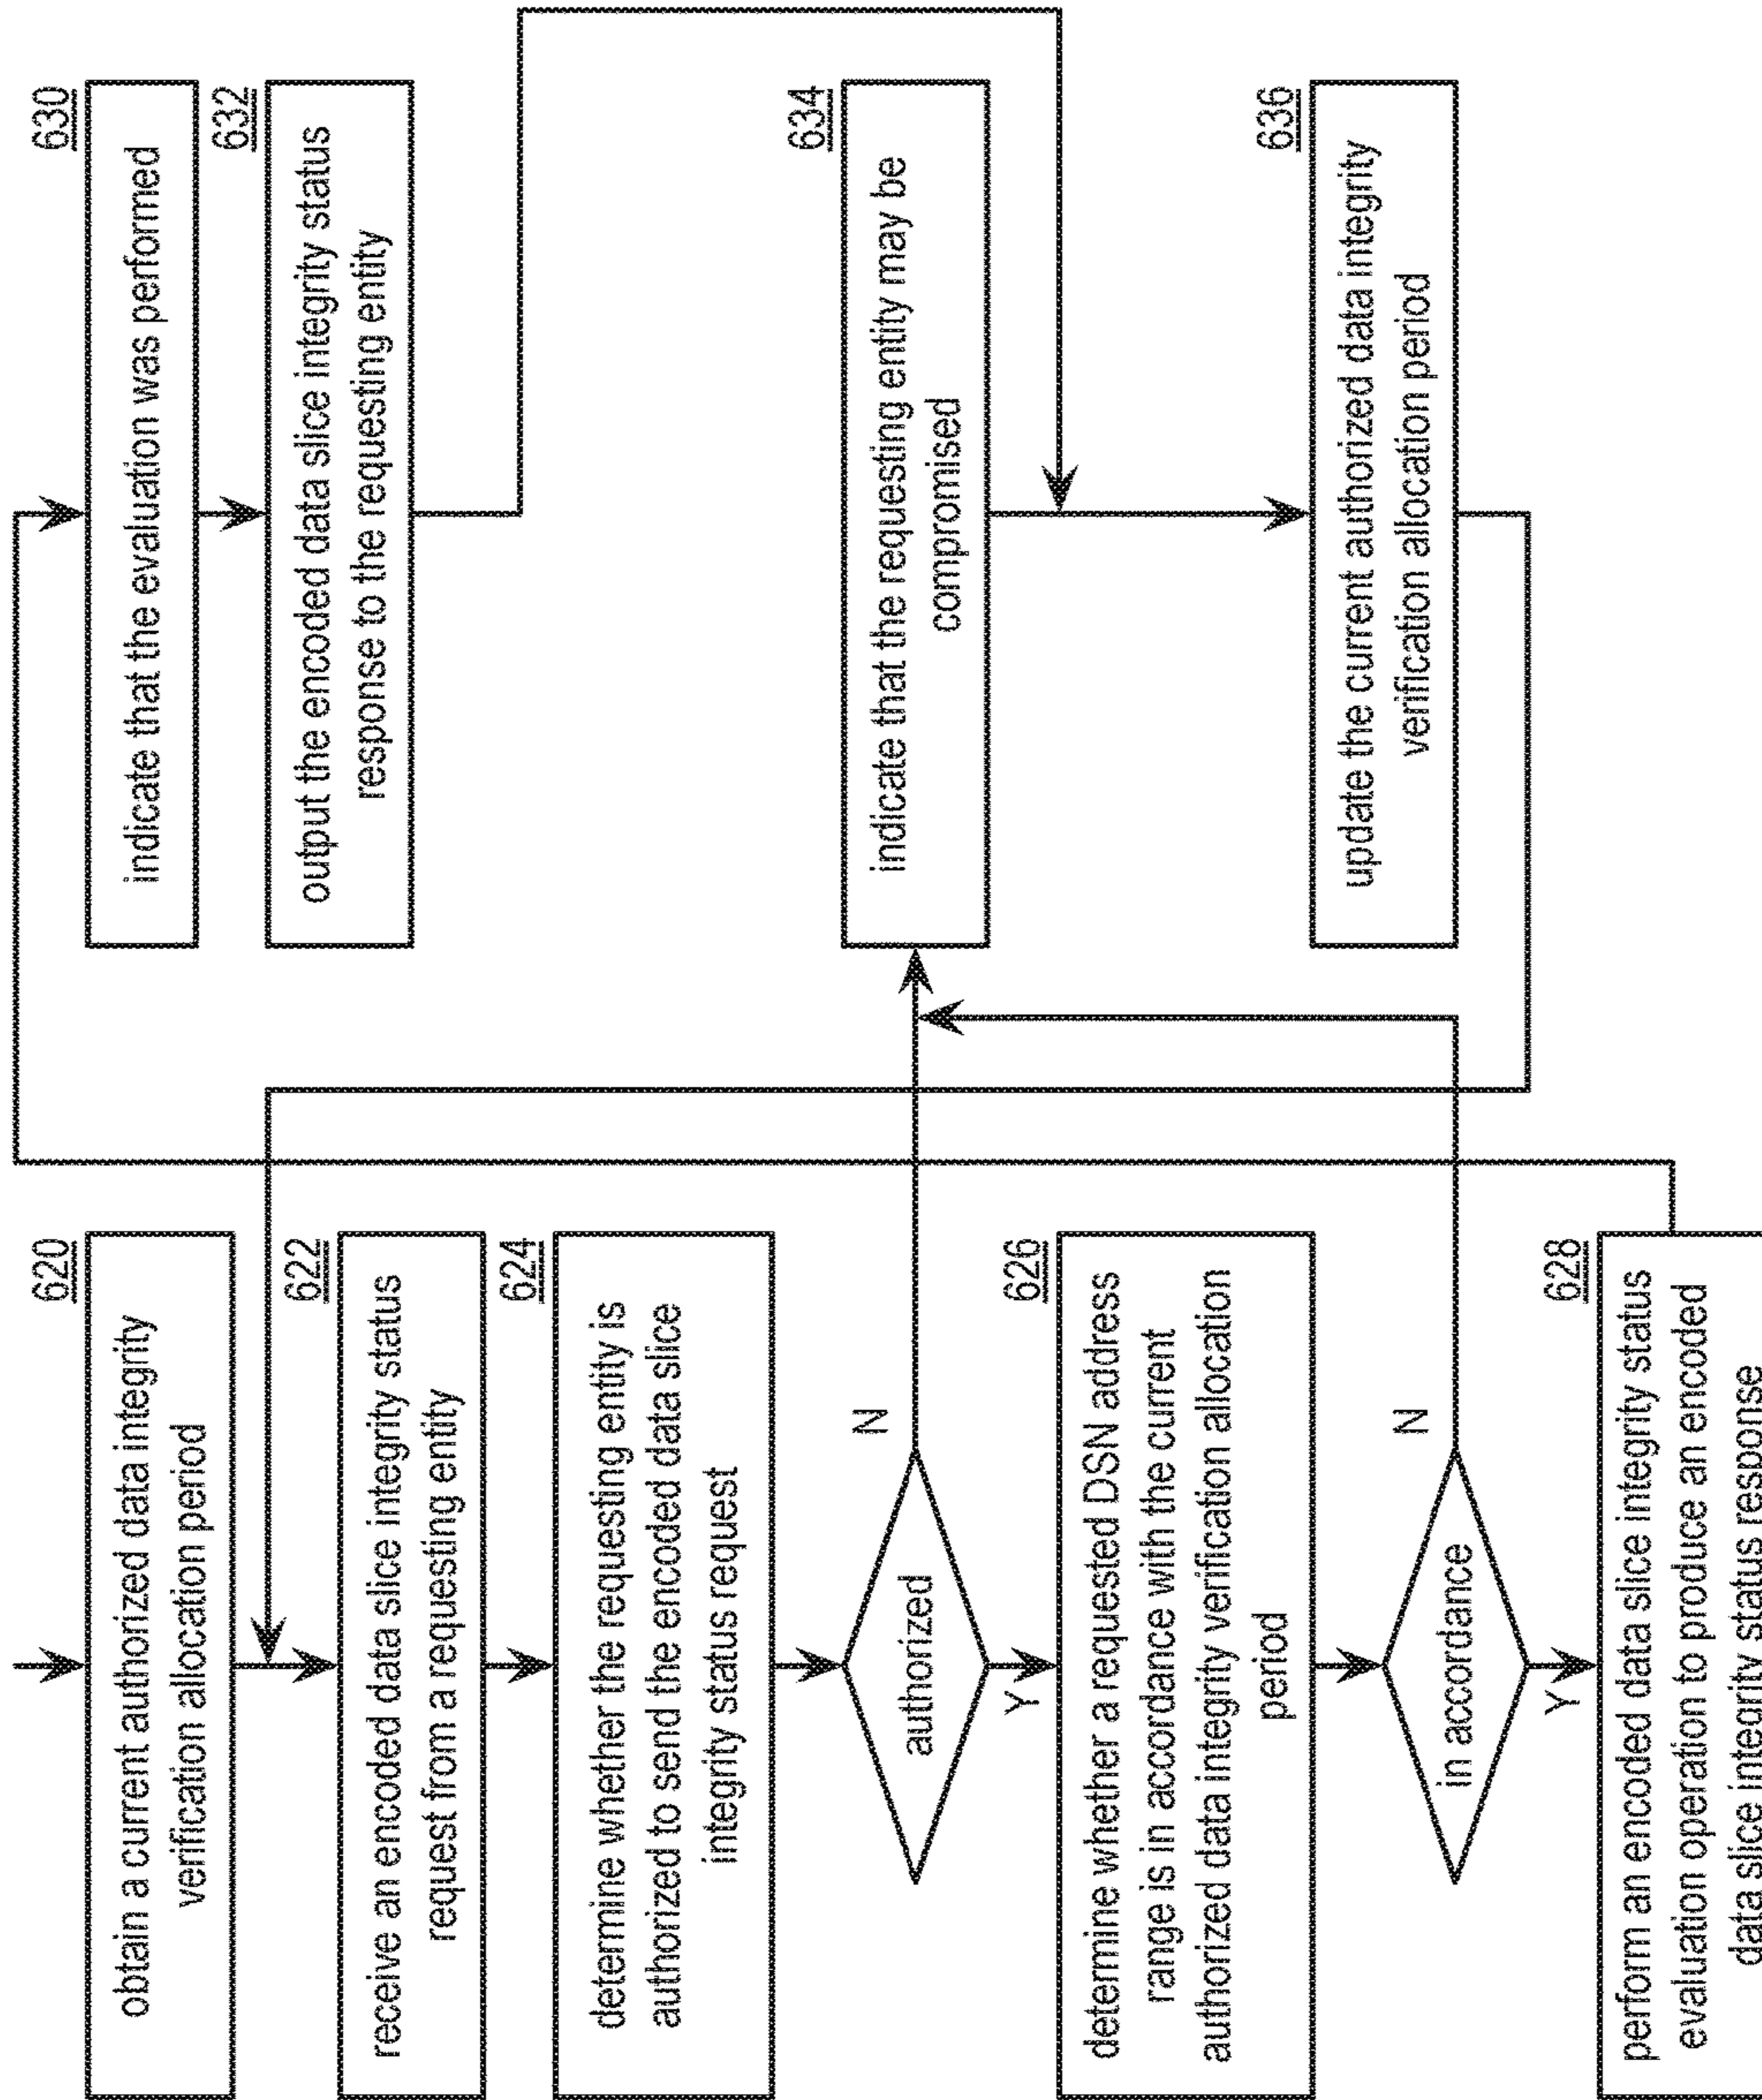 620
obtain a current authorized data integrity
verification allocation period
622
receive an encoded data slice integrity status
request from a requesting entity
624
determine whether the requesting entity is
authorized to send the encoded data slice
integrity status request
authorized
N
Y
626
determine whether a requested DSN address
range is in accordance with the current
authorized data integrity verification allocation
period
in accordance
N
Y
628
perform an encoded data slice integrity status
evaluation operation to produce an encoded
data slice integrity status response
630
indicate that the evaluation was performed
632
output the encoded data slice integrity status
response to the requesting entity
634
indicate that the requesting entity may be
compromised
636
update the current authorized data integrity
verification allocation period